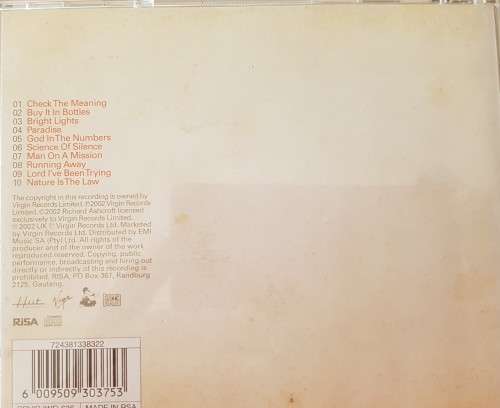 01 Check The Meaning
02 Buy It In Bottles
03 Bright Lights
04 Paradise
05 God In The Numbers
06 Science Of Silence
07 Man On A Mission
08 Running Away
09 Lord I've Been Trying
10 Nature Is The Law
The copyright in this recording is owned by
Virgin Records Limited. ℗2002 Virgin Records
Limited. ©2002 Richard Ashcroft licensed
exclusively to Virgin Records Limited.
©2002 UK Virgin Records Ltd. Marketed
by Virgin Records Ltd. Distributed by EMI
Music SA (Pty) Ltd. All rights of the
producer and of the owner of the work
reproduced reserved. Copying, public
performance, broadcasting and hiring-out
directly or indirectly of this recording is
prohibited. RISA, PO Box 367, Randburg
2125, Gauteng.
Hut Virgin
RiSA
724381338322
6 009509 303753
MADE IN RSA